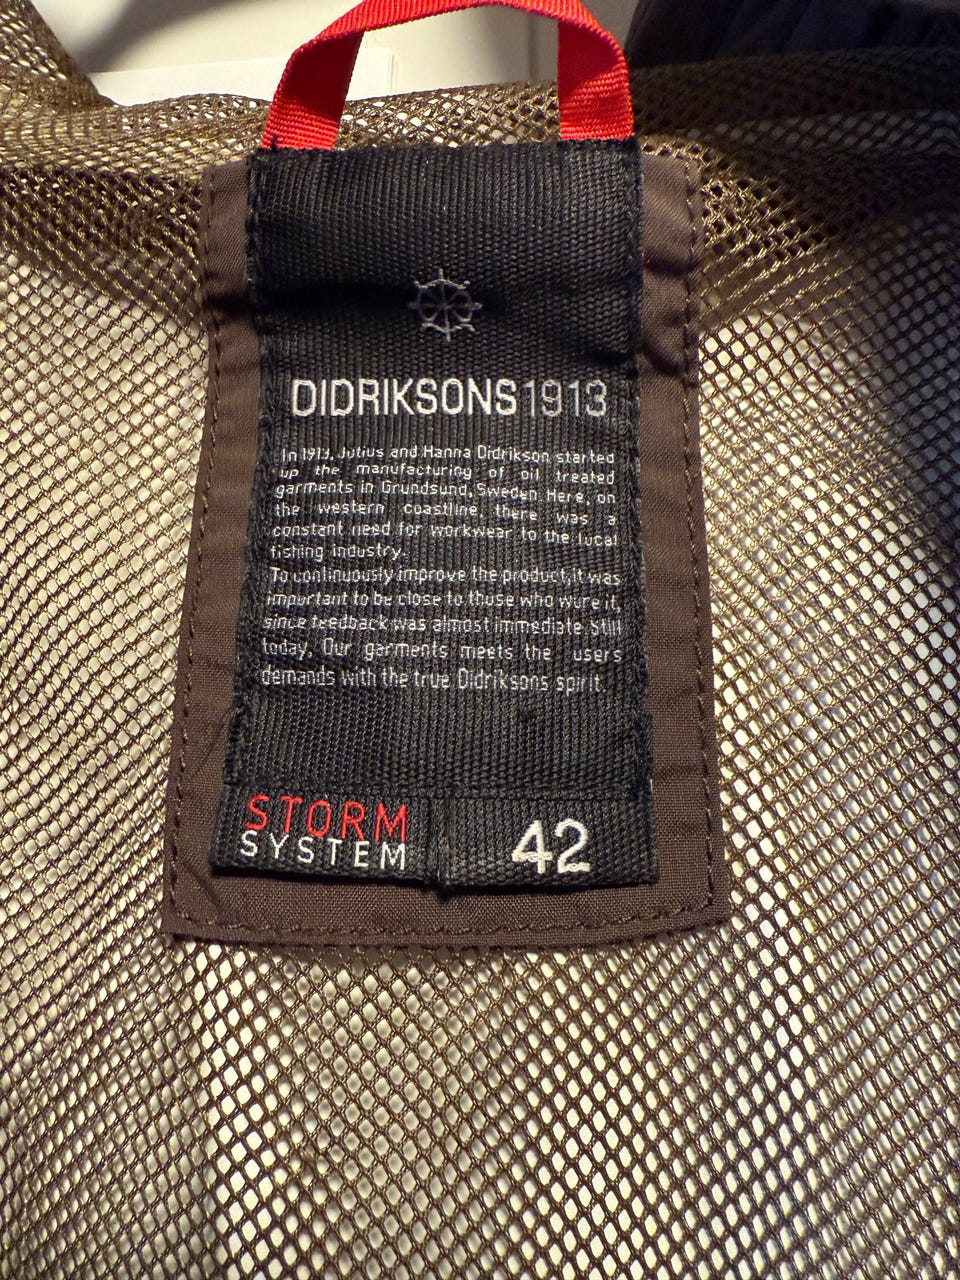 DIDRIKSONS1913
In 1913, Julius and Hanna Didrikson started
up the manufacturing of oil treated
garments in Grundsund, Sweden. Here, on
the western coastline, there was a
constant need for workwear to the local
fishing industry.
To continuously improve the product, it was
important to be close to those who wore it,
since feedback was almost immediate. Still
today, Our garments meets the users
demands with the true Didriksons spirit.
STORM
SYSTEM
42